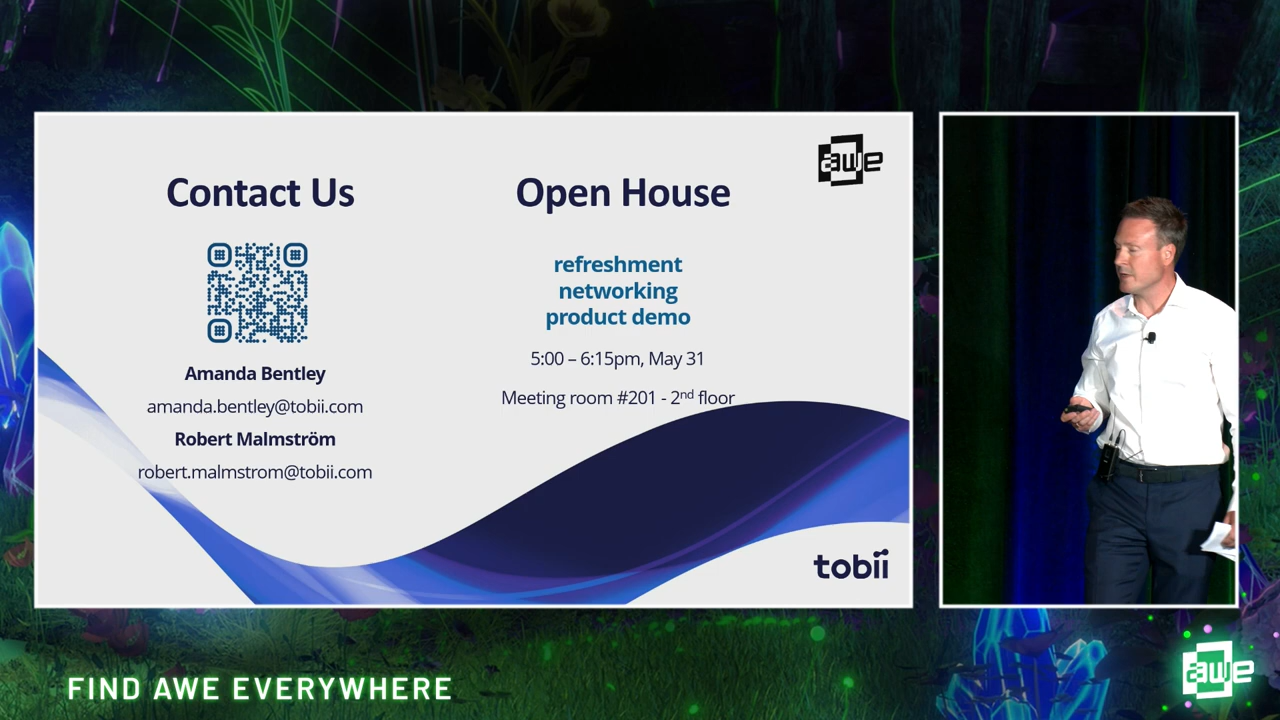 awe
Contact Us
Amanda Bentley
amanda.bentley@tobii.com
Robert Malmström
robert.malmstrom@tobii.com
Open House
refreshment
networking
product demo
5:00 – 6:15pm, May 31
Meeting room #201 - 2nd floor
tobii
FIND AWE EVERYWHERE
awe